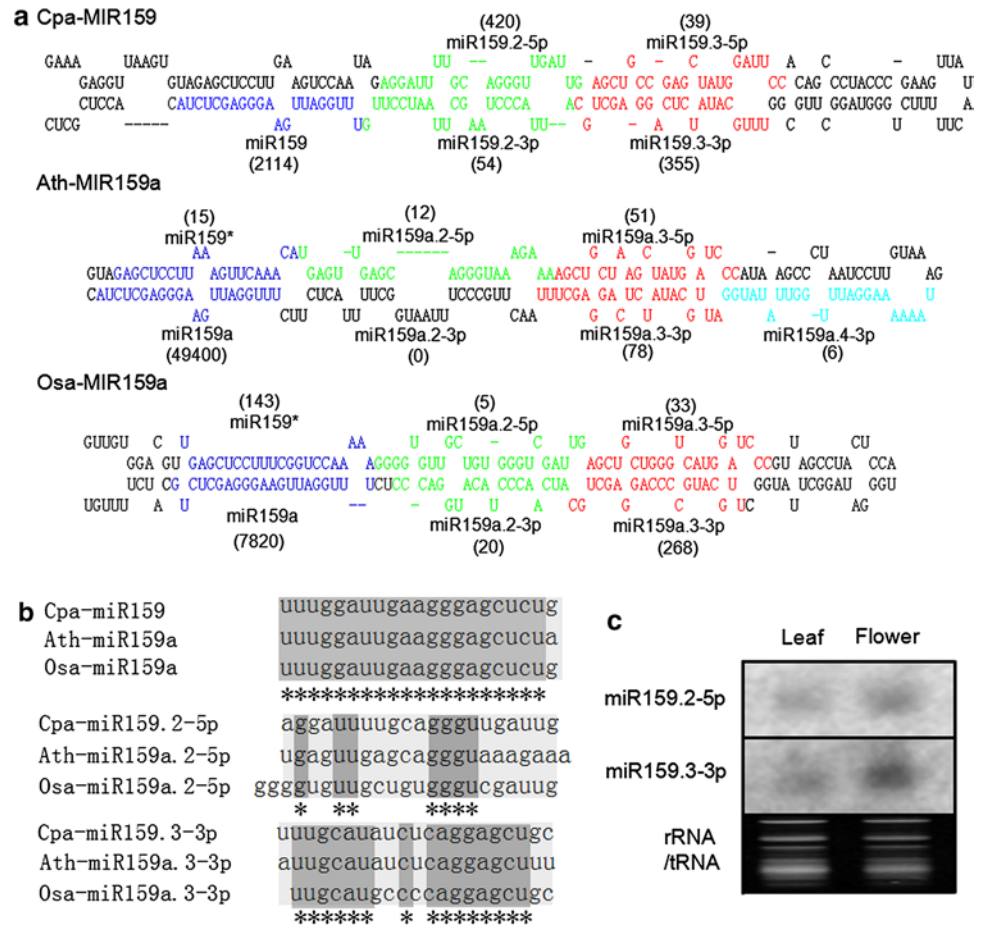 a Cpa-MIR159
(420) (39)
miR159.2-5p miR159.3-5p
GAAA UAAGU GA UA UU -- UGAU - G - C GAUU A C - UUA
GAGGU GUAGAGCUCCUU AGUCCAA GAGGAUU GC AGGGU UG AGCU CC GAG UAUG CC CAG CCUACCC GAAG U
CUCCA CAUCUCGAGGGA UUAGGUU UUCCUAA CG UCCCA AC UCGA GG CUC AUAC GG GUU GGAUGGG CUUU A
CUCG ----- AG UG UU AA UU-- G - A U GUUU C C U UUC
miR159 miR159.2-3p miR159.3-3p
(2114) (54) (355)
Ath-MIR159a
(15) (12) (51)
miR159* miR159a.2-5p miR159a.3-5p
AA CAU -U ------ AGA G A C G UC - CU GUAA
GUAGAGCUCCUU AGUUCAAA GAGU GAGC AGGGUAA AAAGCU CU AG UAUG A CCAUA AGCC AAUCCUU AG
CAUCUCGAGGGA UUAGGUUU CUCA UUCG UCCCGUU UUUCGA GA UC AUAC U GGUAU UUGG UUAGGAA U
AG CUU UU GUAAUU CAA G C U G UA A -U AAAA
miR159a miR159a.2-3p miR159a.3-3p miR159a.4-3p
(49400) (0) (78) (6)
Osa-MIR159a
(143) (5) (33)
miR159* miR159a.2-5p miR159a.3-5p
GUUGU C U AA U GC - C UG G U G UC U CU
GGA GU GAGCUCCUUUCGGUCCAA AGGGG GUU UGU GGGU GAU AGCU CUGGG CAUG A CCGU AGCCUA CCA
UCU CG CUCGAGGGAAGUUAGGUU UCUCC CAG ACA CCCA CUA UCGA GACCC GUAC U GGUA UCGGAU GGU
UGUUU A U -- - GU U A CG G C G UC U AG
miR159a miR159a.2-3p miR159a.3-3p
(7820) (20) (268)
b Cpa-miR159 uuuggauugaagggagcucug
Ath-miR159a uuuggauugaagggagcucua
Osa-miR159a uuuggauugaagggagcucug
********************
Cpa-miR159.2-5p aggauuuugcaggguugauug
Ath-miR159a.2-5p ugaguugagcaggguaaagaaa
Osa-miR159a.2-5p gggguguugcugugggucgauug
* ** ****
Cpa-miR159.3-3p uuugcauaucucaggagcugc
Ath-miR159a.3-3p auugcauaucucaggagcuuu
Osa-miR159a.3-3p uugcaugccccaggagcugc
****** * ********
c
Leaf Flower
miR159.2-5p
miR159.3-3p
rRNA
/tRNA